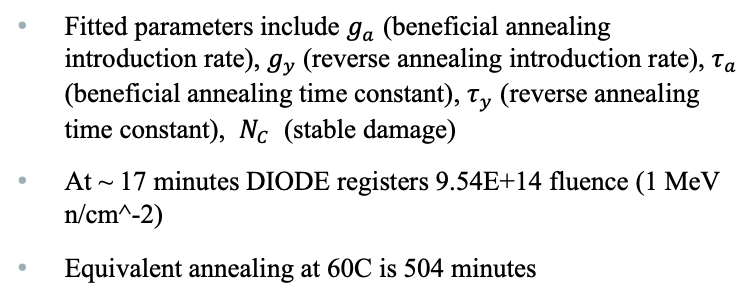 • Fitted parameters include gₐ (beneficial annealing
introduction rate), g_y (reverse annealing introduction rate), τₐ
(beneficial annealing time constant), τ_y (reverse annealing
time constant),  N_C  (stable damage)
• At ~ 17 minutes DIODE registers 9.54E+14 fluence (1 MeV
n/cm^-2)
• Equivalent annealing at 60C is 504 minutes